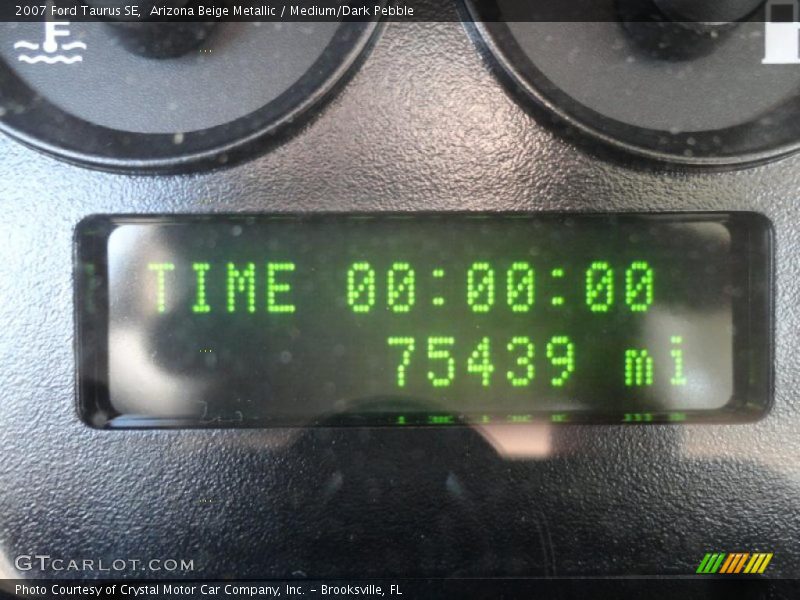 2007 Ford Taurus SE, Arizona Beige Metallic / Medium/Dark Pebble
F
TIME 00:00:00
75439 mi
GTCARLOT.COM
Photo Courtesy of Crystal Motor Car Company, Inc. – Brooksville, FL